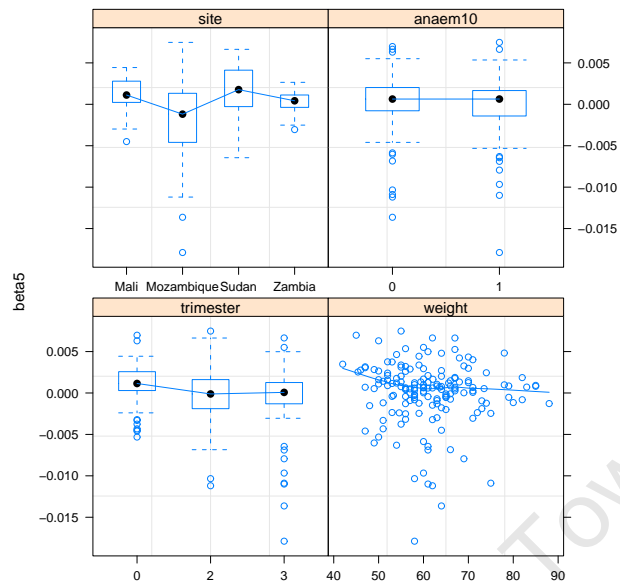 site anaem10
0.005
0.000
−0.005
−0.010
−0.015
Mali Mozambique Sudan Zambia 0 1
beta5
trimester weight
0.005
0.000
−0.005
−0.010
−0.015
0 2 3 40 50 60 70 80 90
Tow